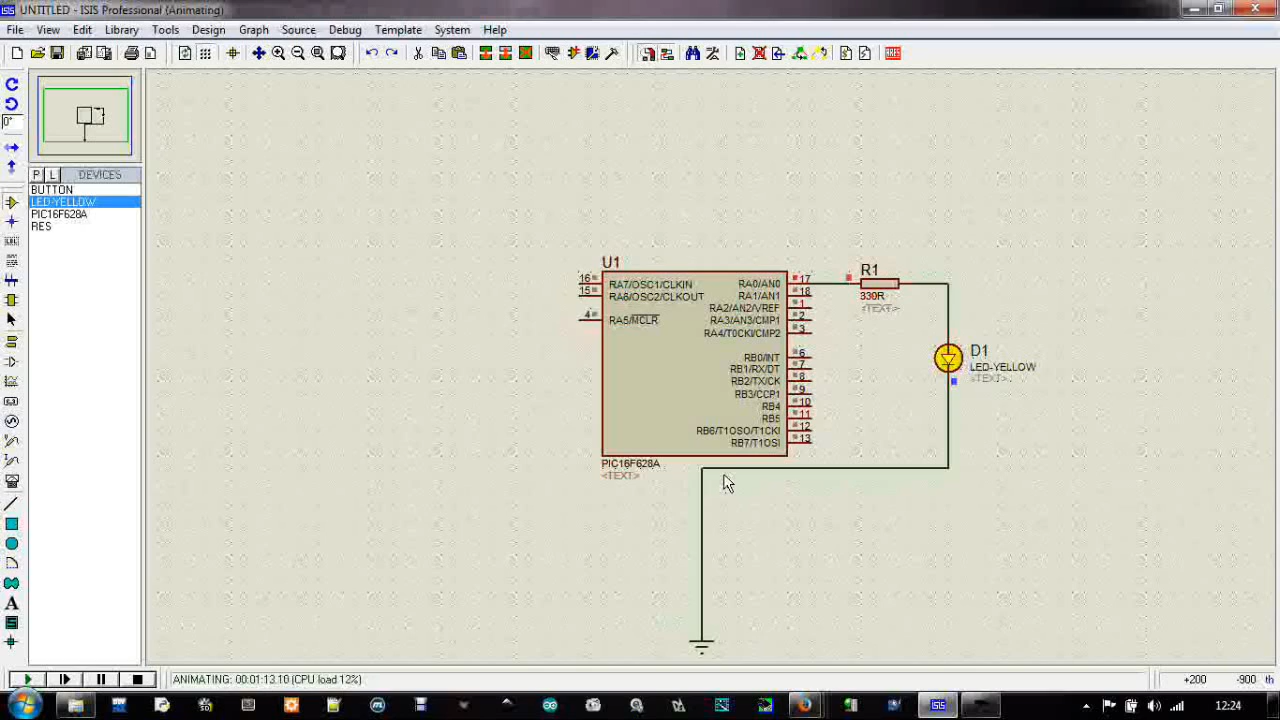 UNTITLED - ISIS Professional (Animating)
File View Edit Library Tools Design Graph Source Debug Template System Help
0°
P L DEVICES
BUTTON
LED-YELLOW
PIC16F628A
RES
U1
16 RA7/OSC1/CLKIN RA0/AN0 17
15 RA6/OSC2/CLKOUT RA1/AN1 18
RA2/AN2/VREF 1
4 RA5/MCLR RA3/AN3/CMP1 2
RA4/T0CKI/CMP2 3
RB0/INT 6
RB1/RX/DT 7
RB2/TX/CK 8
RB3/CCP1 9
RB4 10
RB5 11
RB6/T1OSO/T1CKI 12
RB7/T1OSI 13
PIC16F628A
<TEXT>
R1
330R
<TEXT>
D1
LED-YELLOW
<TEXT>
ANIMATING: 00:01:13.10 (CPU load 12%)
+200 -900 th
12:24